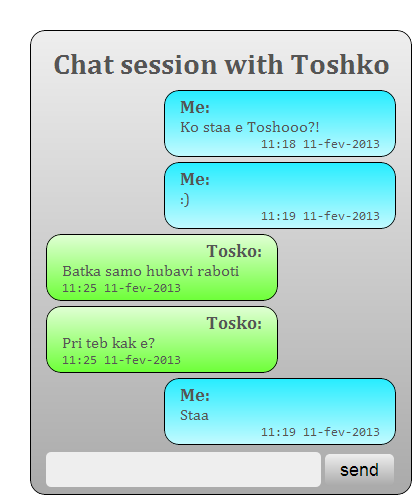 Chat session with Toshko
Me:
Ko staa e Toshooo?!
11:18 11-fev-2013
Me:
:)
11:19 11-fev-2013
Tosko:
Batka samo hubavi raboti
11:25 11-fev-2013
Tosko:
Pri teb kak e?
11:25 11-fev-2013
Me:
Staa
11:19 11-fev-2013
send